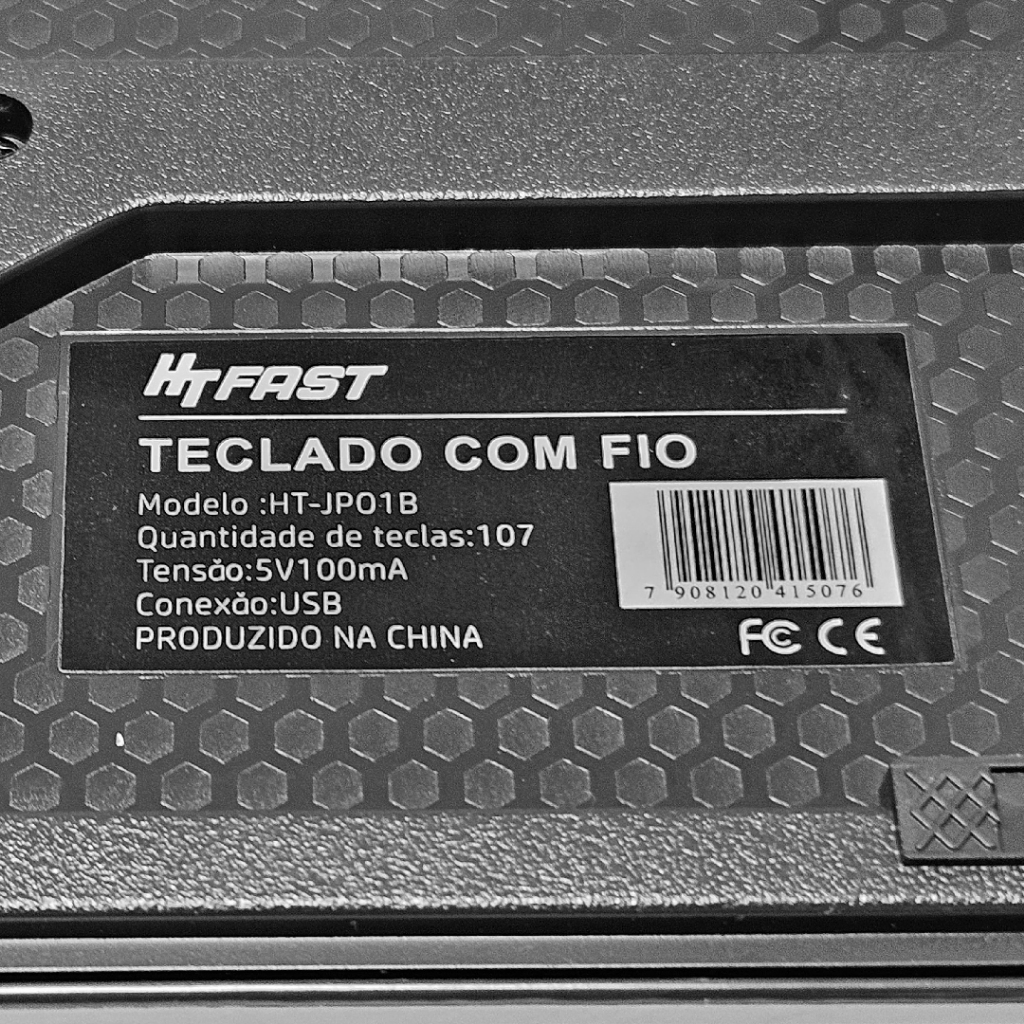 HTFAST
TECLADO COM FIO
Modelo :HT-JP01B
Quantidade de teclas:107
Tensão:5V100mA
Conexão:USB
PRODUZIDO NA CHINA
7 908120 415076
FC CE